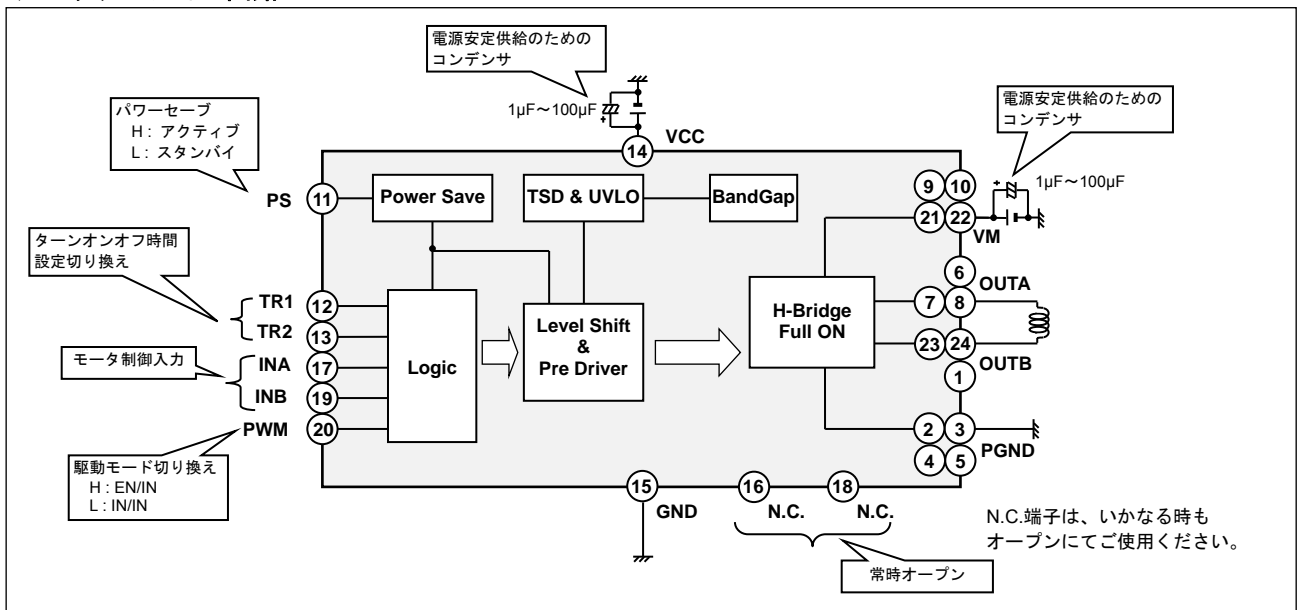 電源安定供給のための
コンデンサ
1µF～100µF
電源安定供給のための
コンデンサ
1µF～100µF
パワーセーブ
H : アクティブ
L : スタンバイ
14
VCC
PS
11
Power Save
TSD & UVLO
BandGap
9
10
21
22
VM
ターンオンオフ時間
設定切り換え
TR1
12
TR2
13
モータ制御入力
INA
17
INB
19
PWM
20
Logic
Level Shift
&
Pre Driver
H-Bridge
Full ON
6
OUTA
7
8
23
24
OUTB
1
2
3
PGND
4
5
駆動モード切り換え
H : EN/IN
L : IN/IN
15
GND
16
N.C.
18
N.C.
常時オープン
N.C.端子は、いかなる時も
オープンにてご使用ください。
+
+